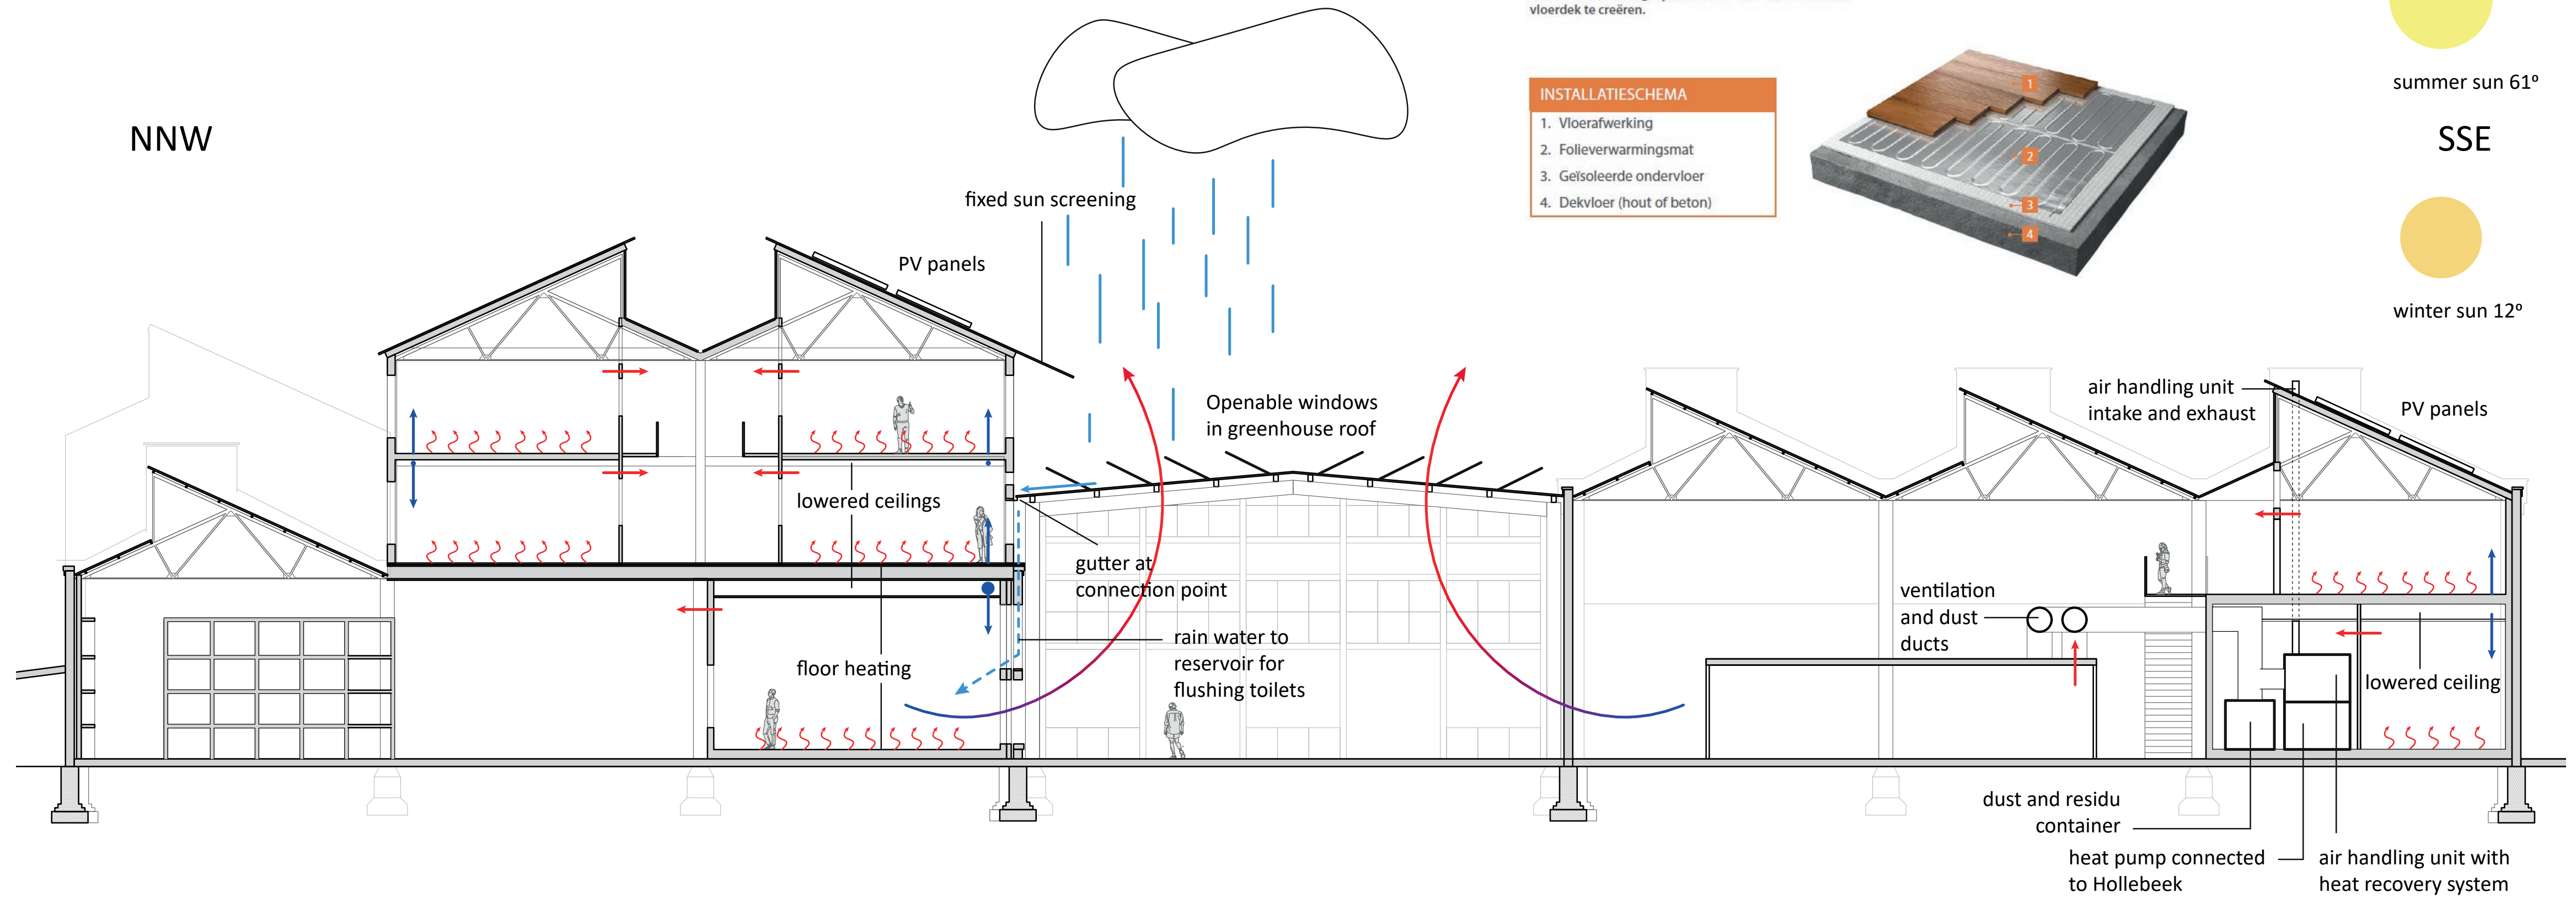 vloerdek te creëren.
summer sun 61º
NNW
INSTALLATIESCHEMA
1. Vloerafwerking
2. Folieverwarmingsmat
3. Geïsoleerde ondervloer
4. Dekvloer (hout of beton)
1
2
3
4
SSE
winter sun 12º
fixed sun screening
PV panels
Openable windows
in greenhouse roof
air handling unit
intake and exhaust
PV panels
lowered ceilings
gutter at
connection point
rain water to
reservoir for
flushing toilets
floor heating
ventilation
and dust
ducts
lowered ceiling
dust and residu
container
heat pump connected
to Hollebeek
air handling unit with
heat recovery system